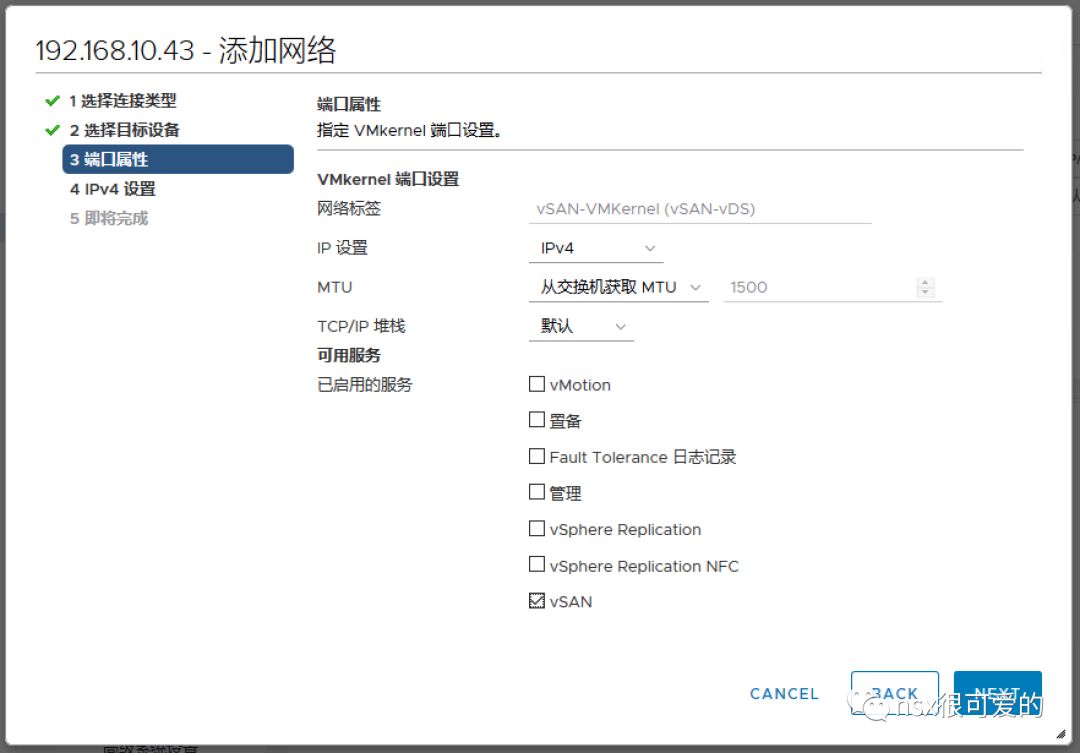 192.168.10.43 - 添加网络
1 选择连接类型
2 选择目标设备
3 端口属性
4 IPv4 设置
5 即将完成
端口属性
指定 VMkernel 端口设置。
VMkernel 端口设置
网络标签 vSAN-VMKernel (vSAN-vDS)
IP 设置 IPv4
MTU 从交换机获取 MTU 1500
TCP/IP 堆栈 默认
可用服务
已启用的服务 vMotion
置备
Fault Tolerance 日志记录
管理
vSphere Replication
vSphere Replication NFC
vSAN
CANCEL BACK NEXT
nsx很可爱的